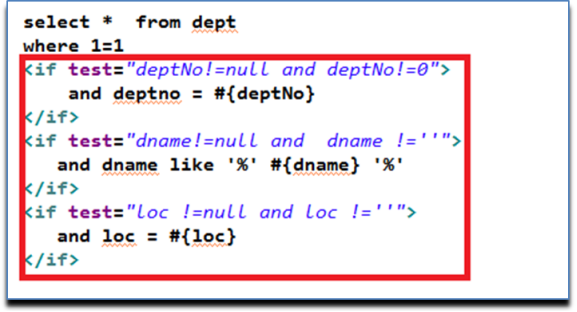 select *  from dept
where 1=1
<if test="deptNo!=null and deptNo!=0">
    and deptno = #{deptNo}
</if>
<if test="dname!=null and  dname !=''">
   and dname like '%' #{dname} '%'
</if>
<if test="loc !=null and loc !=''">
   and loc = #{loc}
</if>